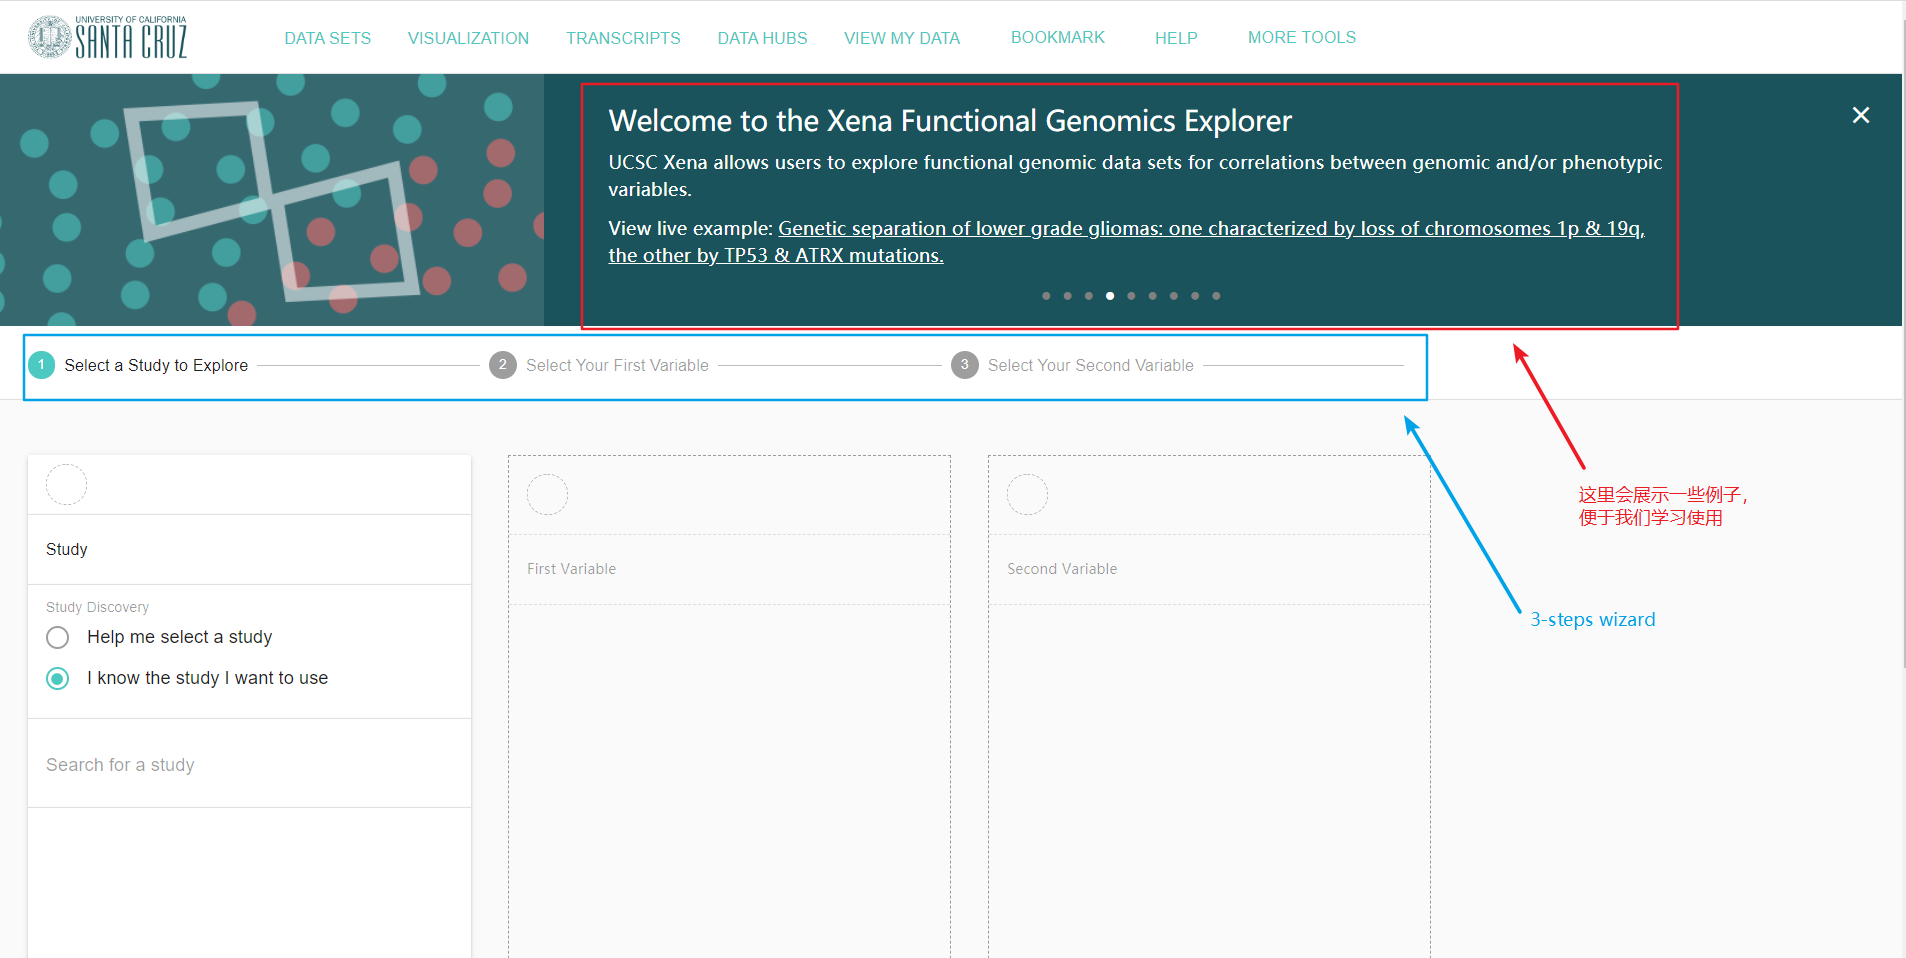 UNIVERSITY OF CALIFORNIA
SANTA CRUZ
DATA SETS VISUALIZATION TRANSCRIPTS DATA HUBS VIEW MY DATA BOOKMARK HELP MORE TOOLS
Welcome to the Xena Functional Genomics Explorer
UCSC Xena allows users to explore functional genomic data sets for correlations between genomic and/or phenotypic
variables.
View live example: Genetic separation of lower grade gliomas: one characterized by loss of chromosomes 1p & 19q,
the other by TP53 & ATRX mutations.
1 Select a Study to Explore 2 Select Your First Variable 3 Select Your Second Variable
这里会展示一些例子，
便于我们学习使用
3-steps wizard
Study
Study Discovery
Help me select a study
I know the study I want to use
Search for a study
First Variable
Second Variable